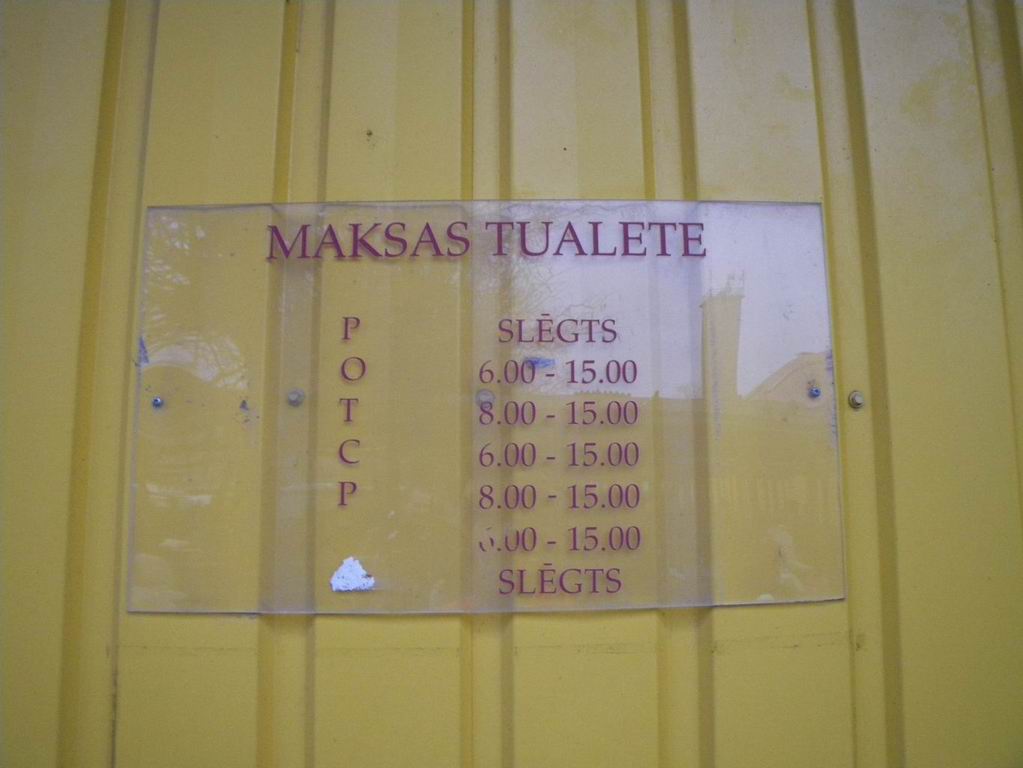 MAKSAS TUALETE
P SLĒGTS
O 6.00 - 15.00
T 8.00 - 15.00
C 6.00 - 15.00
P 8.00 - 15.00
- 15.00
SLĒGTS